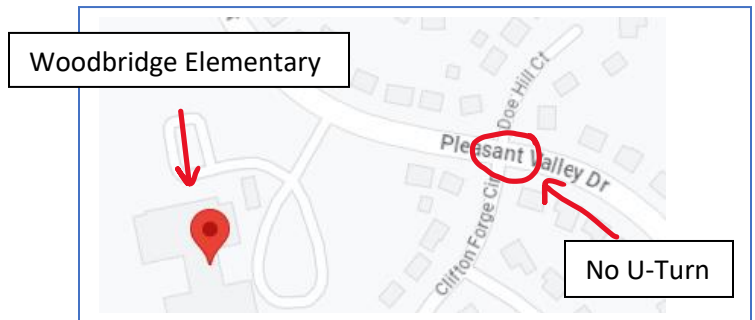 Woodbridge Elementary
Doe Hill Ct
Pleasant Valley Dr
Clifton Forge Cir
No U-Turn